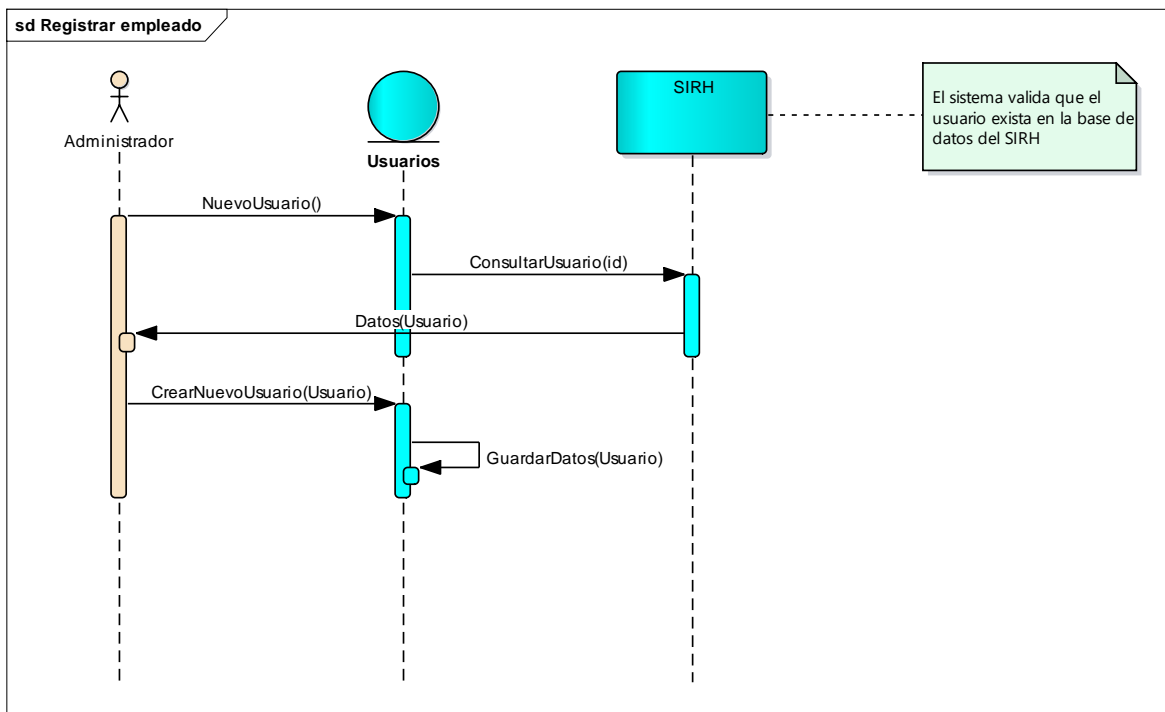 sd Registrar empleado
Administrador
Usuarios
SIRH
El sistema valida que el
usuario exista en la base de
datos del SIRH
NuevoUsuario()
ConsultarUsuario(id)
Datos(Usuario)
CrearNuevoUsuario(Usuario)
GuardarDatos(Usuario)